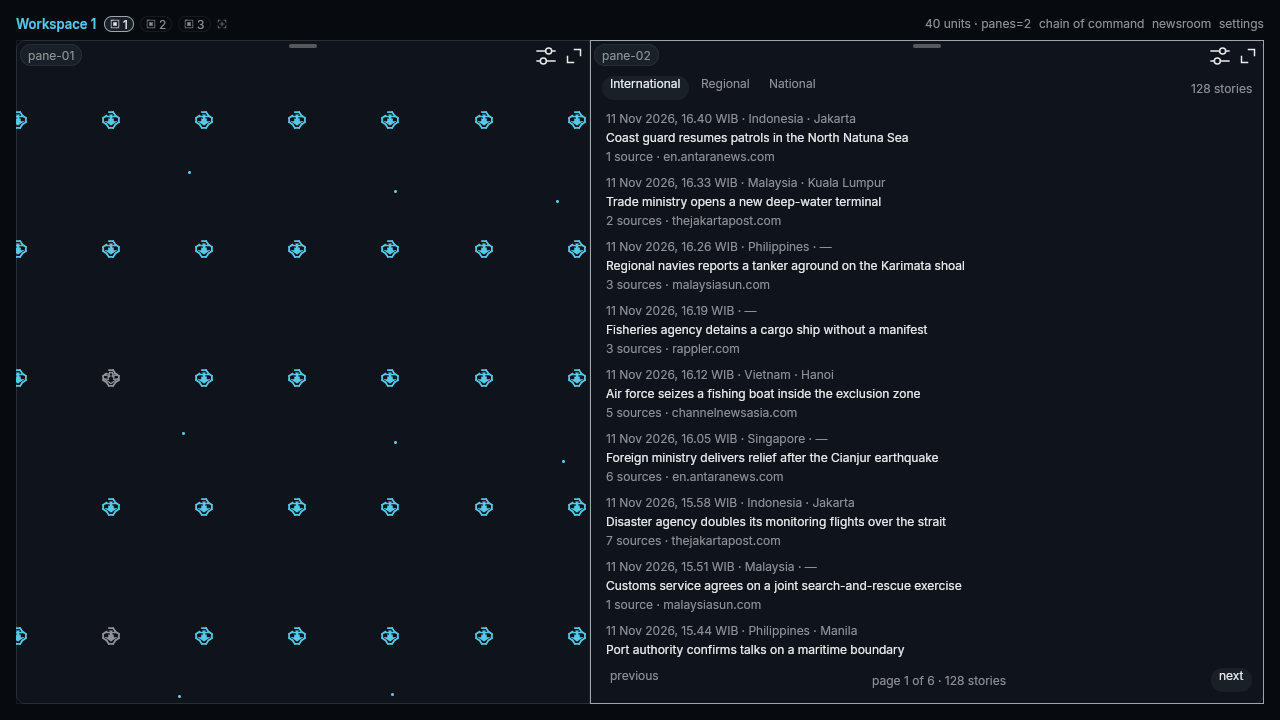 Workspace 1 1 2 3 40 units · panes=2 chain of command newsroom settings
pane-01
pane-02
International Regional National 128 stories
11 Nov 2026, 16.40 WIB · Indonesia · Jakarta
Coast guard resumes patrols in the North Natuna Sea
1 source · en.antaranews.com
11 Nov 2026, 16.33 WIB · Malaysia · Kuala Lumpur
Trade ministry opens a new deep-water terminal
2 sources · thejakartapost.com
11 Nov 2026, 16.26 WIB · Philippines · —
Regional navies reports a tanker aground on the Karimata shoal
3 sources · malaysiasun.com
11 Nov 2026, 16.19 WIB · —
Fisheries agency detains a cargo ship without a manifest
3 sources · rappler.com
11 Nov 2026, 16.12 WIB · Vietnam · Hanoi
Air force seizes a fishing boat inside the exclusion zone
5 sources · channelnewsasia.com
11 Nov 2026, 16.05 WIB · Singapore · —
Foreign ministry delivers relief after the Cianjur earthquake
6 sources · en.antaranews.com
11 Nov 2026, 15.58 WIB · Indonesia · Jakarta
Disaster agency doubles its monitoring flights over the strait
7 sources · thejakartapost.com
11 Nov 2026, 15.51 WIB · Malaysia · —
Customs service agrees on a joint search-and-rescue exercise
1 source · malaysiasun.com
11 Nov 2026, 15.44 WIB · Philippines · Manila
Port authority confirms talks on a maritime boundary
previous page 1 of 6 · 128 stories next